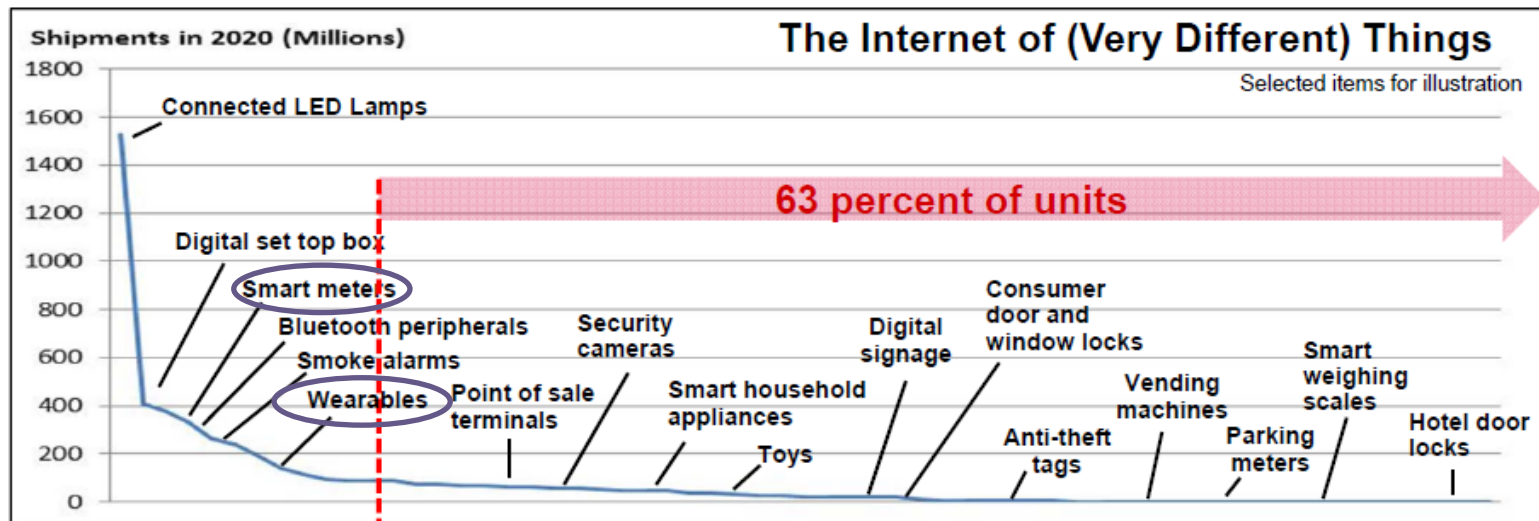 Shipments in 2020 (Millions)
The Internet of (Very Different) Things
Selected items for illustration
1800
1600
1400
1200
1000
800
600
400
200
0
Connected LED Lamps
63 percent of units
Digital set top box
Smart meters
Bluetooth peripherals
Smoke alarms
Wearables
Point of sale
terminals
Security
cameras
Smart household
appliances
Toys
Digital
signage
Consumer
door and
window locks
Anti-theft
tags
Vending
machines
Parking
meters
Smart
weighing
scales
Hotel door
locks